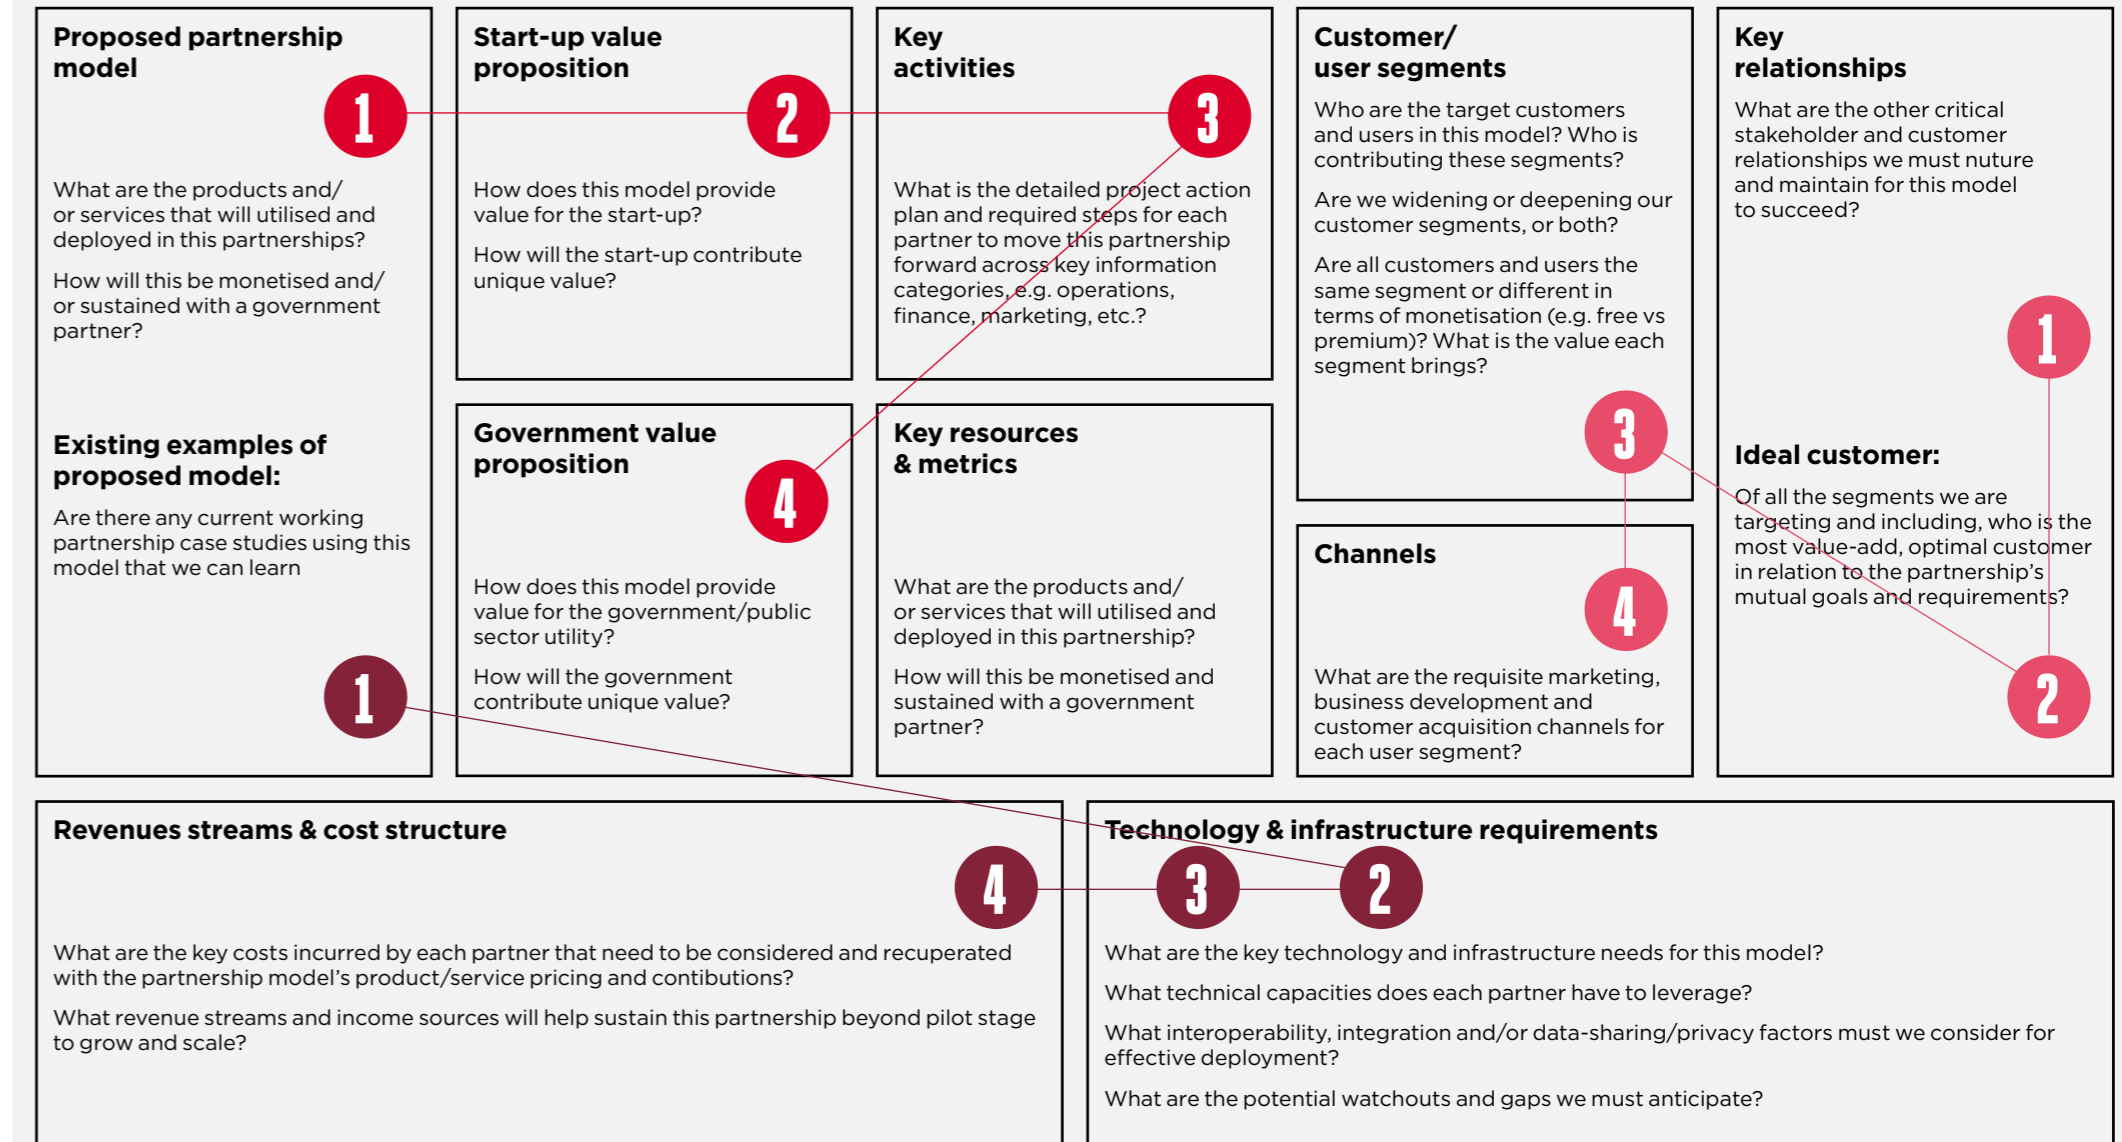 Proposed partnership
model
1
What are the products and/
or services that will utilised and
deployed in this partnerships?
How will this be monetised and/
or sustained with a government
partner?
Existing examples of
proposed model:
Are there any current working
partnership case studies using this
model that we can learn
1
Start-up value
proposition
2
How does this model provide
value for the start-up?
How will the start-up contribute
unique value?
Government value
proposition
4
How does this model provide
value for the government/public
sector utility?
How will the government
contribute unique value?
Key
activities
3
What is the detailed project action
plan and required steps for each
partner to move this partnership
forward across key information
categories, e.g. operations,
finance, marketing, etc.?
Key resources
& metrics
What are the products and/
or services that will utilised and
deployed in this partnership?
How will this be monetised and
sustained with a government
partner?
Customer/
user segments
Who are the target customers
and users in this model? Who is
contributing these segments?
Are we widening or deepening our
customer segments, or both?
Are all customers and users the
same segment or different in
terms of monetisation (e.g. free vs
premium)? What is the value each
segment brings?
3
Channels
4
What are the requisite marketing,
business development and
customer acquisition channels for
each user segment?
Key
relationships
What are the other critical
stakeholder and customer
relationships we must nuture
and maintain for this model
to succeed?
1
Ideal customer:
Of all the segments we are
targeting and including, who is the
most value-add, optimal customer
in relation to the partnership's
mutual goals and requirements?
2
Revenues streams & cost structure
4
What are the key costs incurred by each partner that need to be considered and recuperated
with the partnership model's product/service pricing and contibutions?
What revenue streams and income sources will help sustain this partnership beyond pilot stage
to grow and scale?
Technology & infrastructure requirements
3 2
What are the key technology and infrastructure needs for this model?
What technical capacities does each partner have to leverage?
What interoperability, integration and/or data-sharing/privacy factors must we consider for
effective deployment?
What are the potential watchouts and gaps we must anticipate?